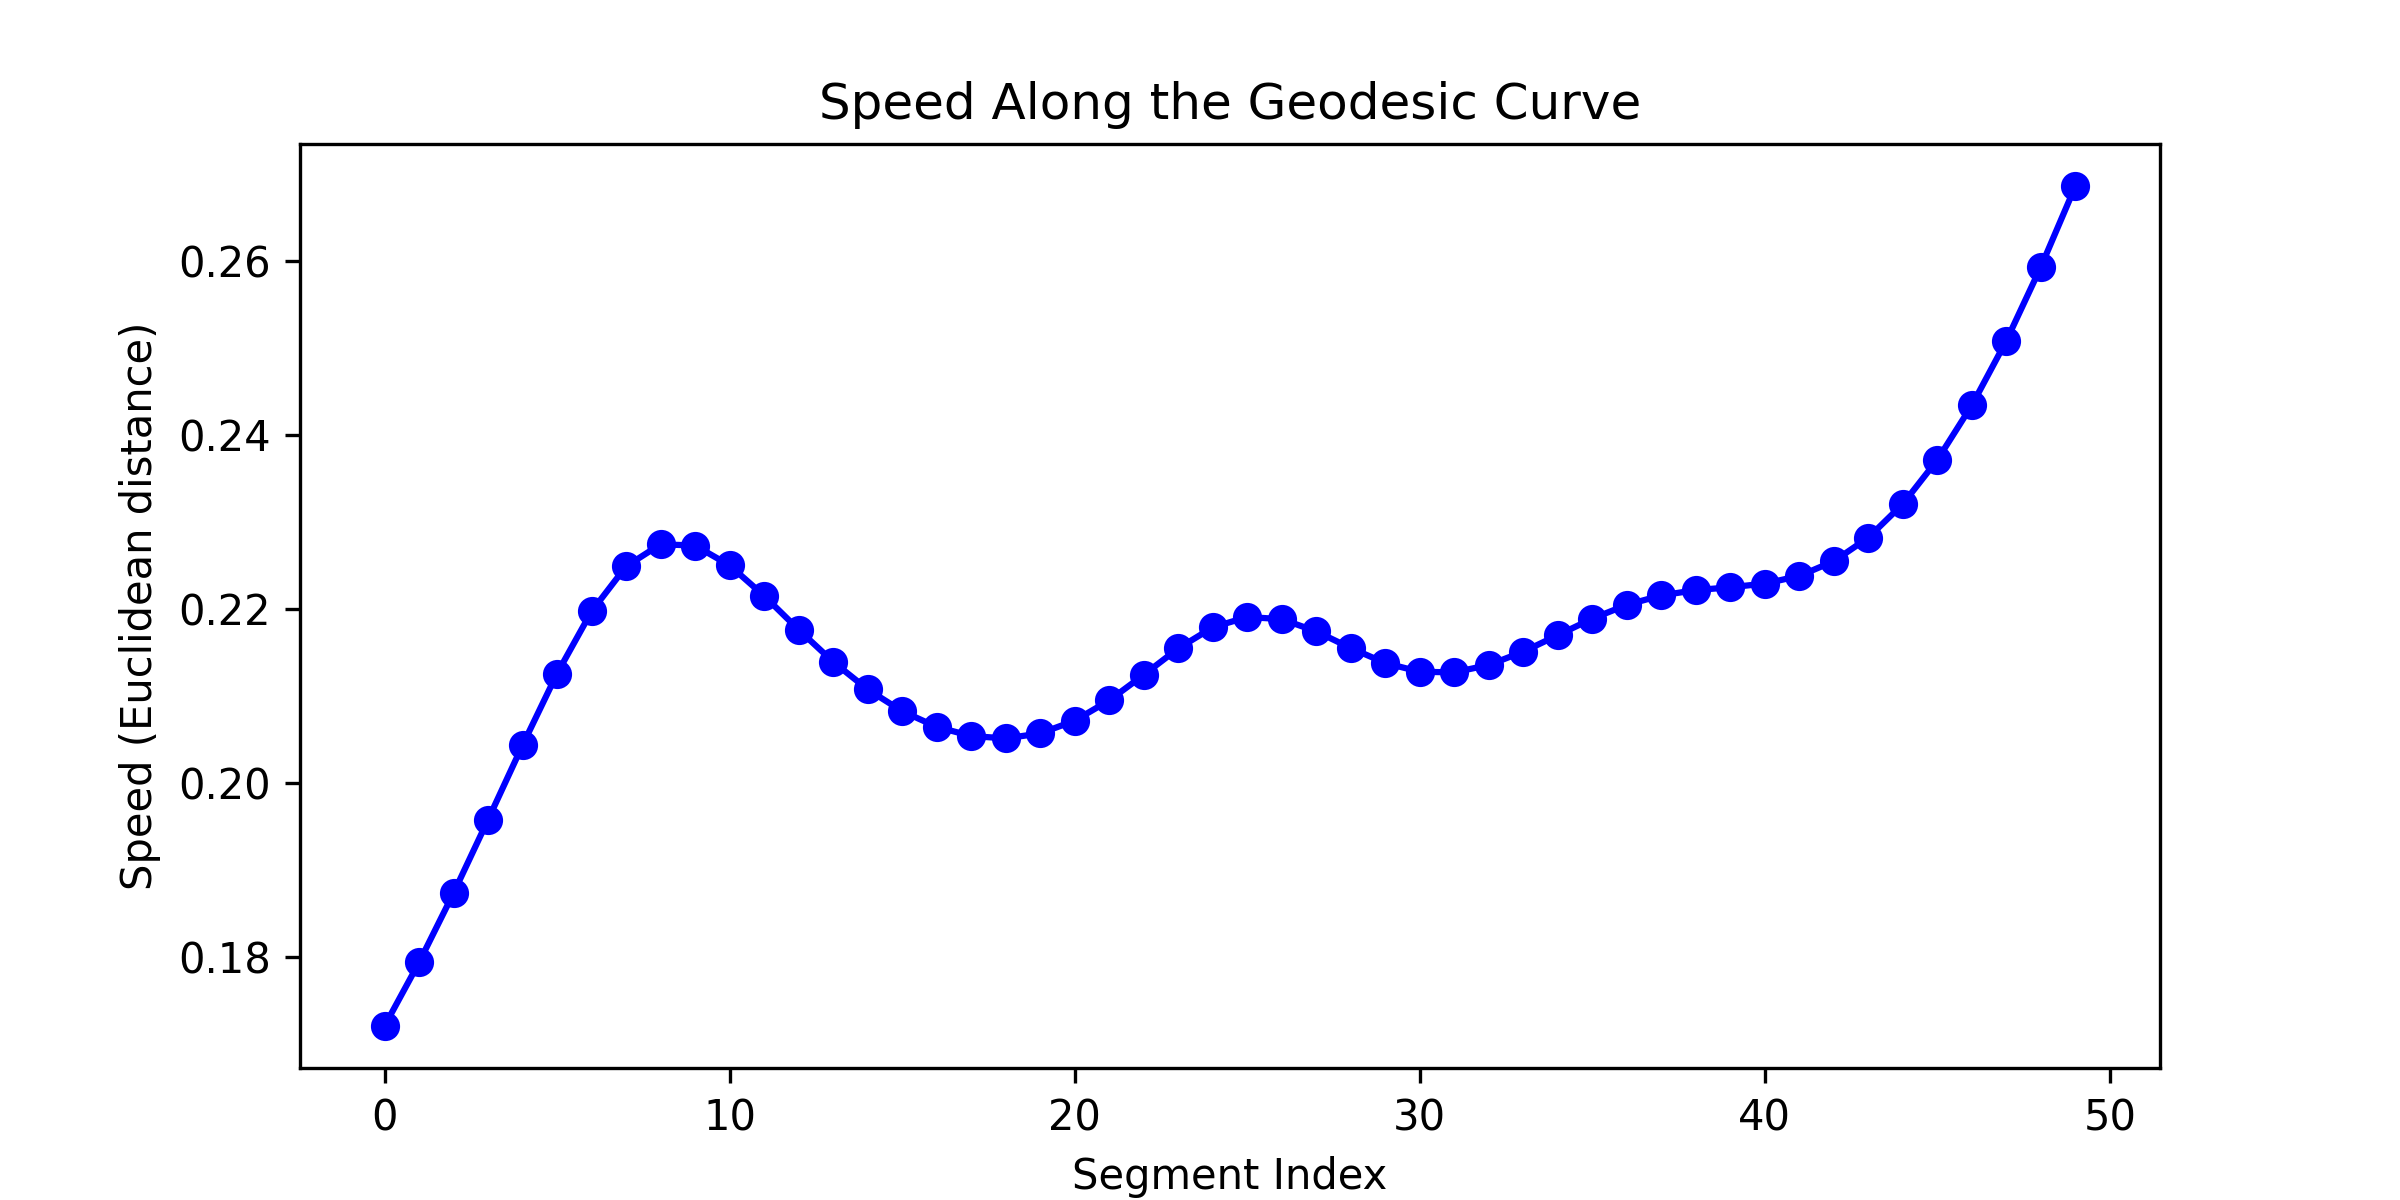 Speed Along the Geodesic Curve
Speed (Euclidean distance)
0.26
0.24
0.22
0.20
0.18
0 10 20 30 40 50
Segment Index